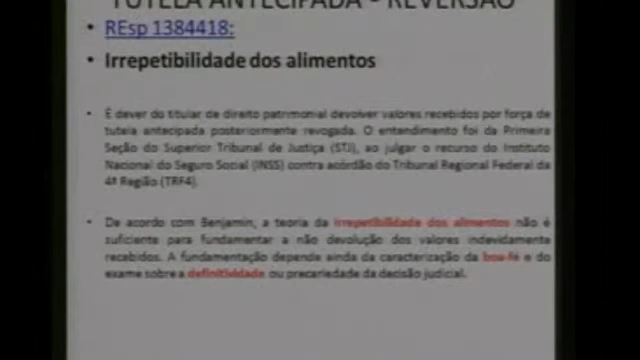 TUTELA ANTECIPADA - REVERSÃO
• REsp 1384418:
• Irrepetibilidade dos alimentos
• É dever do titular de direito patrimonial devolver valores recebidos por força de
tutela antecipada posteriormente revogada. O entendimento foi da Primeira
Seção do Superior Tribunal de Justiça (STJ), ao julgar o recurso do Instituto
Nacional do Seguro Social (INSS) contra acórdão do Tribunal Regional Federal da
4ª Região (TRF4).
• De acordo com Benjamin, a teoria da irrepetibilidade dos alimentos não é
suficiente para fundamentar a não devolução dos valores indevidamente
recebidos. A fundamentação depende ainda da caracterização da boa-fé e do
exame sobre a definitividade ou precariedade da decisão judicial.